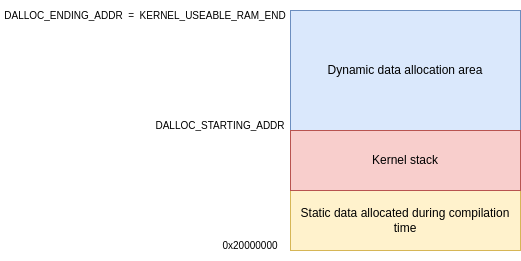 DALLOC_ENDING_ADDR = KERNEL_USEABLE_RAM_END
Dynamic data allocation area
DALLOC_STARTING_ADDR
Kernel stack
Static data allocated during compilation
time
0x20000000